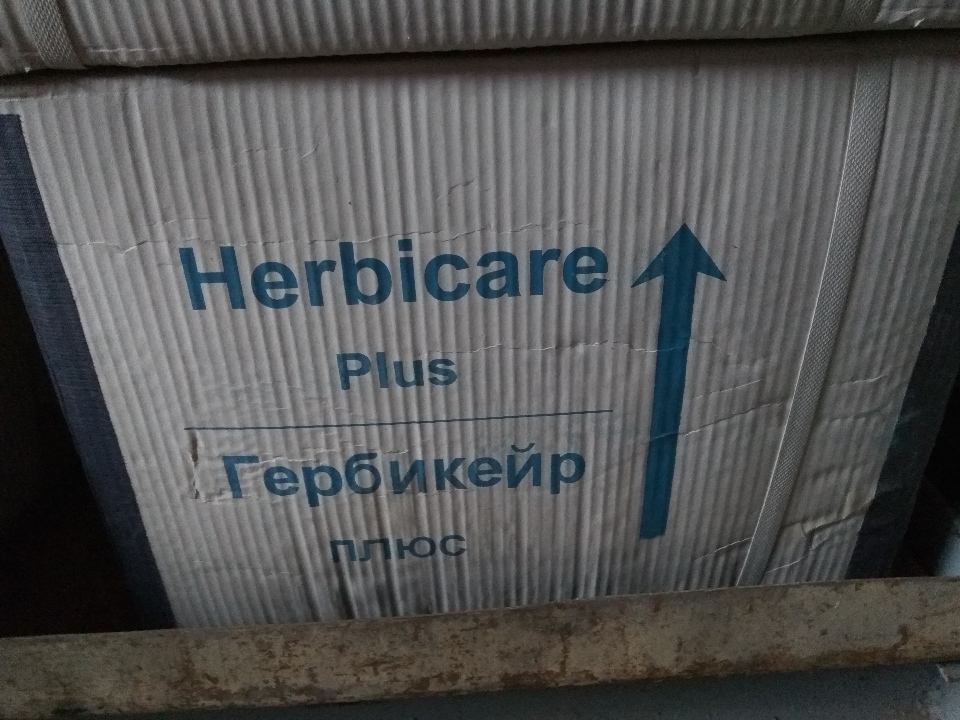 Herbicare
Plus
Гербикейр
плюс